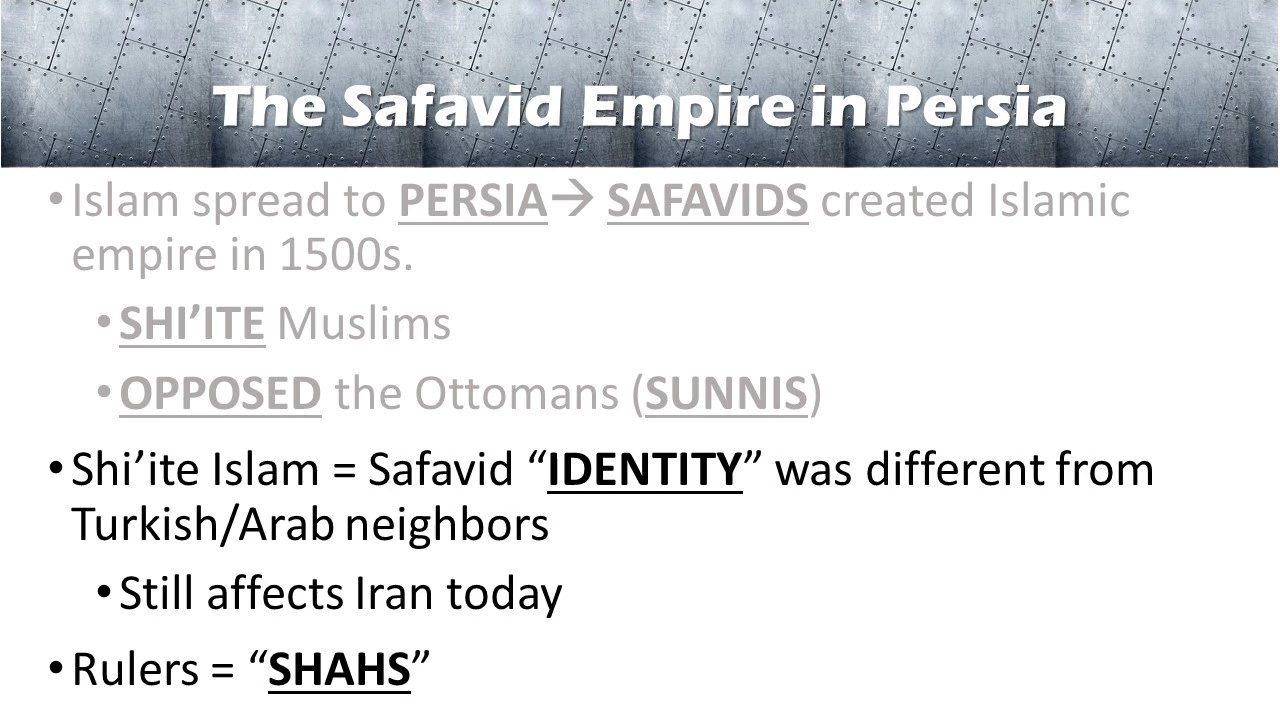 The Safavid Empire in Persia
•Islam spread to PERSIA→ SAFAVIDS created Islamic
empire in 1500s.
•SHI’ITE Muslims
•OPPOSED the Ottomans (SUNNIS)
•Shi’ite Islam = Safavid “IDENTITY” was different from
Turkish/Arab neighbors
•Still affects Iran today
•Rulers = “SHAHS”